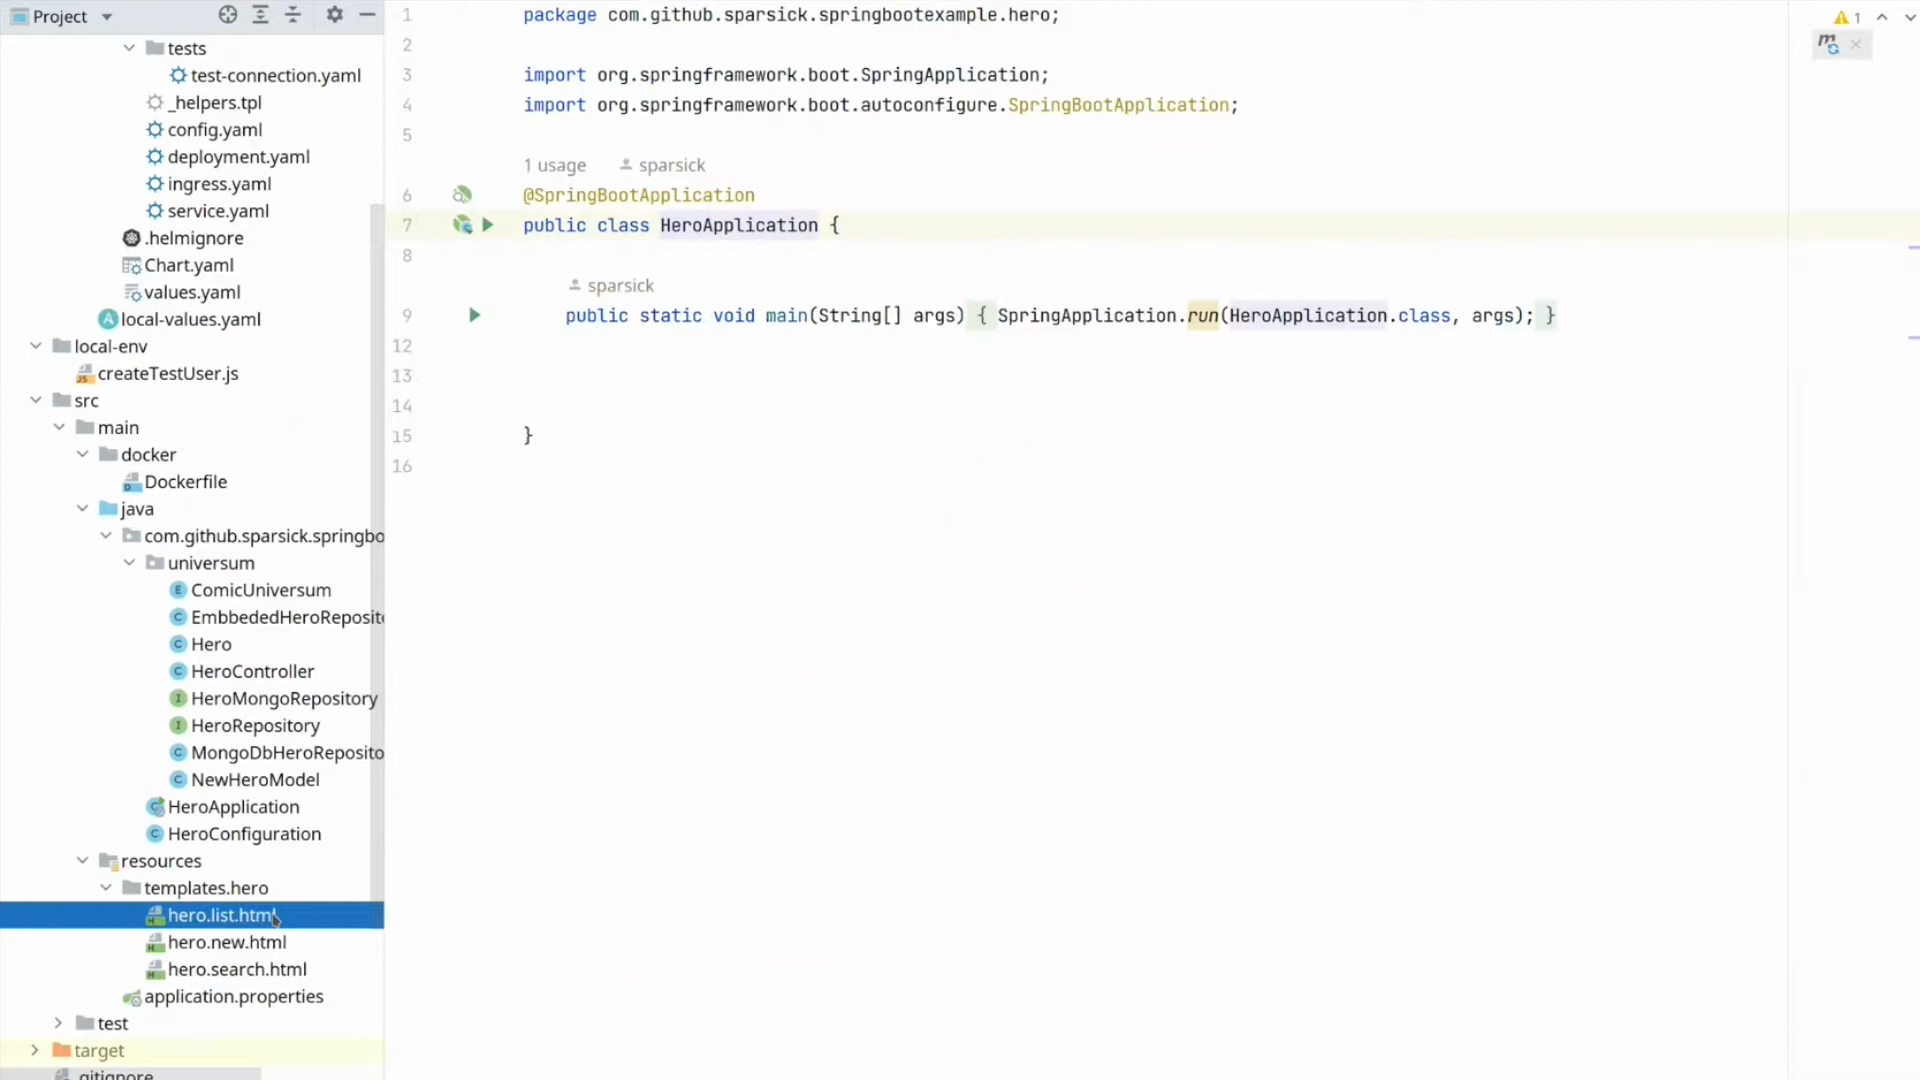 Project
tests
test-connection.yaml
_helpers.tpl
config.yaml
deployment.yaml
ingress.yaml
service.yaml
.helmignore
Chart.yaml
values.yaml
local-values.yaml
local-env
createTestUser.js
src
main
docker
Dockerfile
java
com.github.sparsick.springbo
universum
ComicUniversum
EmbbededHeroReposito
Hero
HeroController
HeroMongoRepository
HeroRepository
MongoDbHeroReposito
NewHeroModel
HeroApplication
HeroConfiguration
resources
templates.hero
hero.list.html
hero.new.html
hero.search.html
application.properties
test
target
.gitignore
1 package com.github.sparsick.springbootexample.hero;
2
3 import org.springframework.boot.SpringApplication;
4 import org.springframework.boot.autoconfigure.SpringBootApplication;
5
1 usage sparsick
6 @SpringBootApplication
7 public class HeroApplication {
8
sparsick
9 public static void main(String[] args) { SpringApplication.run(HeroApplication.class, args); }
12
13
14
15 }
16
1
m